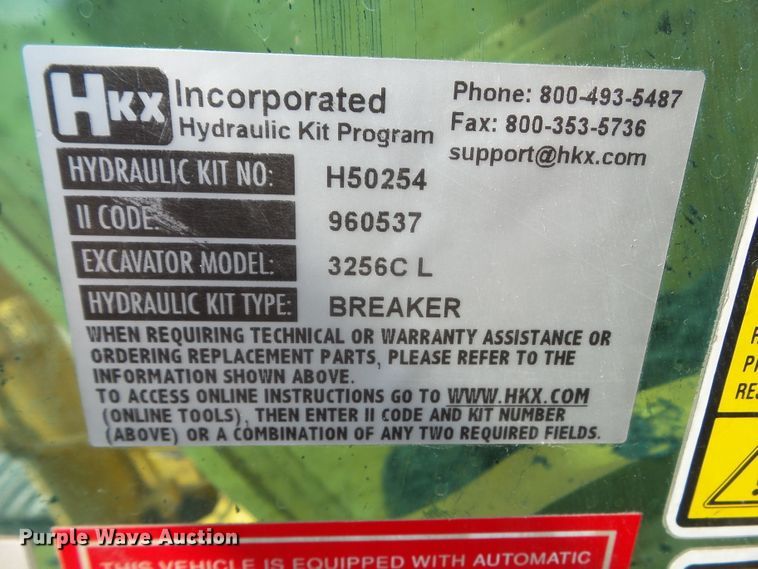 HKX Incorporated
Hydraulic Kit Program
Phone: 800-493-5487
Fax: 800-353-5736
support@hkx.com
HYDRAULIC KIT NO: H50254
II CODE: 960537
EXCAVATOR MODEL: 3256C L
HYDRAULIC KIT TYPE: BREAKER
WHEN REQUIRING TECHNICAL OR WARRANTY ASSISTANCE OR
ORDERING REPLACEMENT PARTS, PLEASE REFER TO THE
INFORMATION SHOWN ABOVE.
TO ACCESS ONLINE INSTRUCTIONS GO TO WWW.HKX.COM
(ONLINE TOOLS), THEN ENTER II CODE AND KIT NUMBER
(ABOVE) OR A COMBINATION OF ANY TWO REQUIRED FIELDS.
Purple Wave Auction
THIS VEHICLE IS EQUIPPED WITH AUTOMATIC